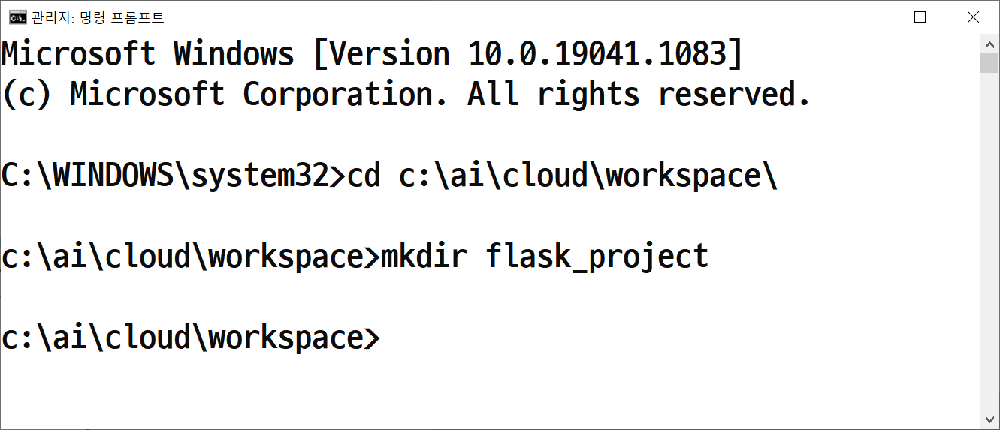 관리자: 명령 프롬프트
Microsoft Windows [Version 10.0.19041.1083]
(c) Microsoft Corporation. All rights reserved.
C:\WINDOWS\system32>cd c:\ai\cloud\workspace\
c:\ai\cloud\workspace>mkdir flask_project
c:\ai\cloud\workspace>